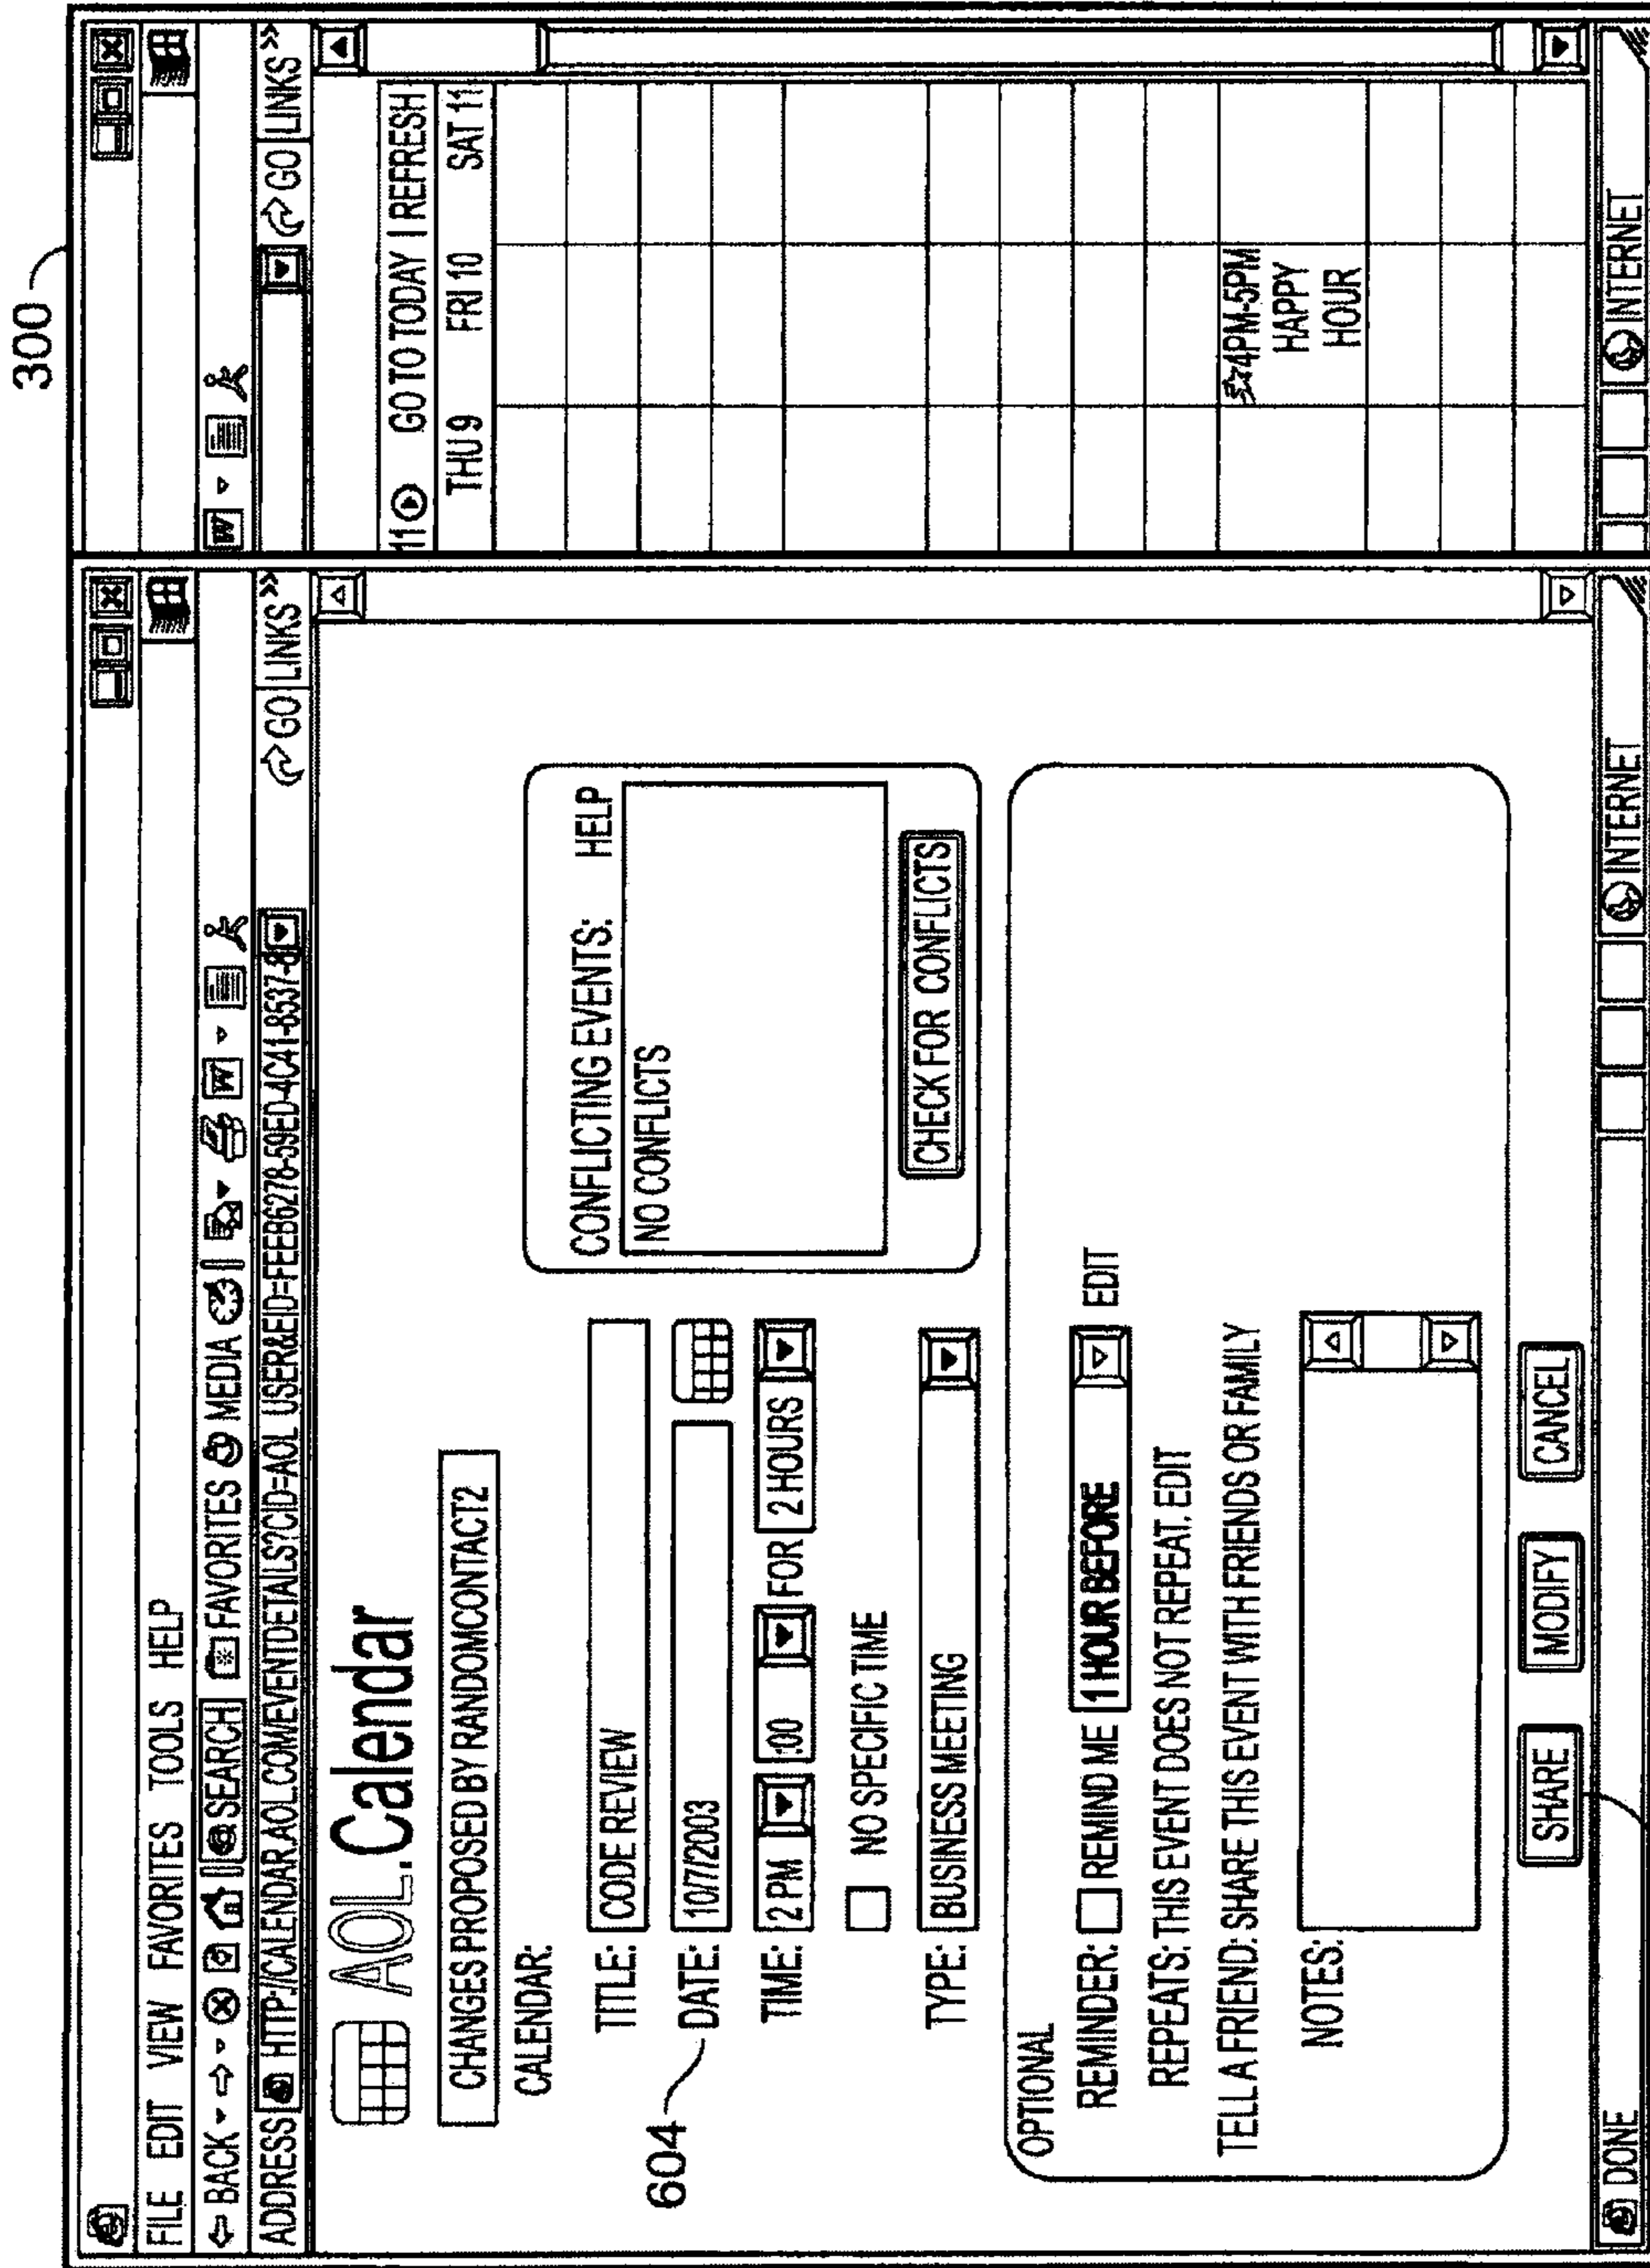 300
FILE EDIT VIEW FAVORITES TOOLS HELP
BACK SEARCH FAVORITES MEDIA W
ADDRESS HTTP://CALENDAR.AOL.COM/EVENTDETAILS?CID=AOL USER&EID=FEEB6278-59ED-4C41-8537-8 GO LINKS »
AOL.Calendar
CHANGES PROPOSED BY RANDOMCONTACT2
CALENDAR:
TITLE: CODE REVIEW
604 DATE: 10/7/2003
TIME: 2 PM :00 FOR 2 HOURS
NO SPECIFIC TIME
TYPE: BUSINESS MEETING
CONFLICTING EVENTS: HELP
NO CONFLICTS
CHECK FOR CONFLICTS
OPTIONAL
REMINDER: REMIND ME 1 HOUR BEFORE EDIT
REPEATS: THIS EVENT DOES NOT REPEAT. EDIT
TELL A FRIEND: SHARE THIS EVENT WITH FRIENDS OR FAMILY
NOTES:
SHARE MODIFY CANCEL
DONE INTERNET
W
GO LINKS »
11 GO TO TODAY | REFRESH
THU 9 FRI 10 SAT 11
4PM-5PM
HAPPY
HOUR
INTERNET